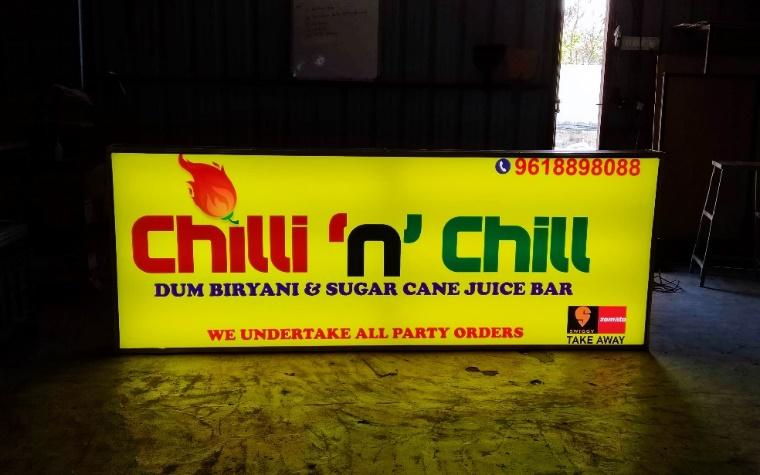 9618898088
Chilli 'n' Chill
DUM BIRYANI & SUGAR CANE JUICE BAR
WE UNDERTAKE ALL PARTY ORDERS
SWIGGY zomato
TAKE AWAY